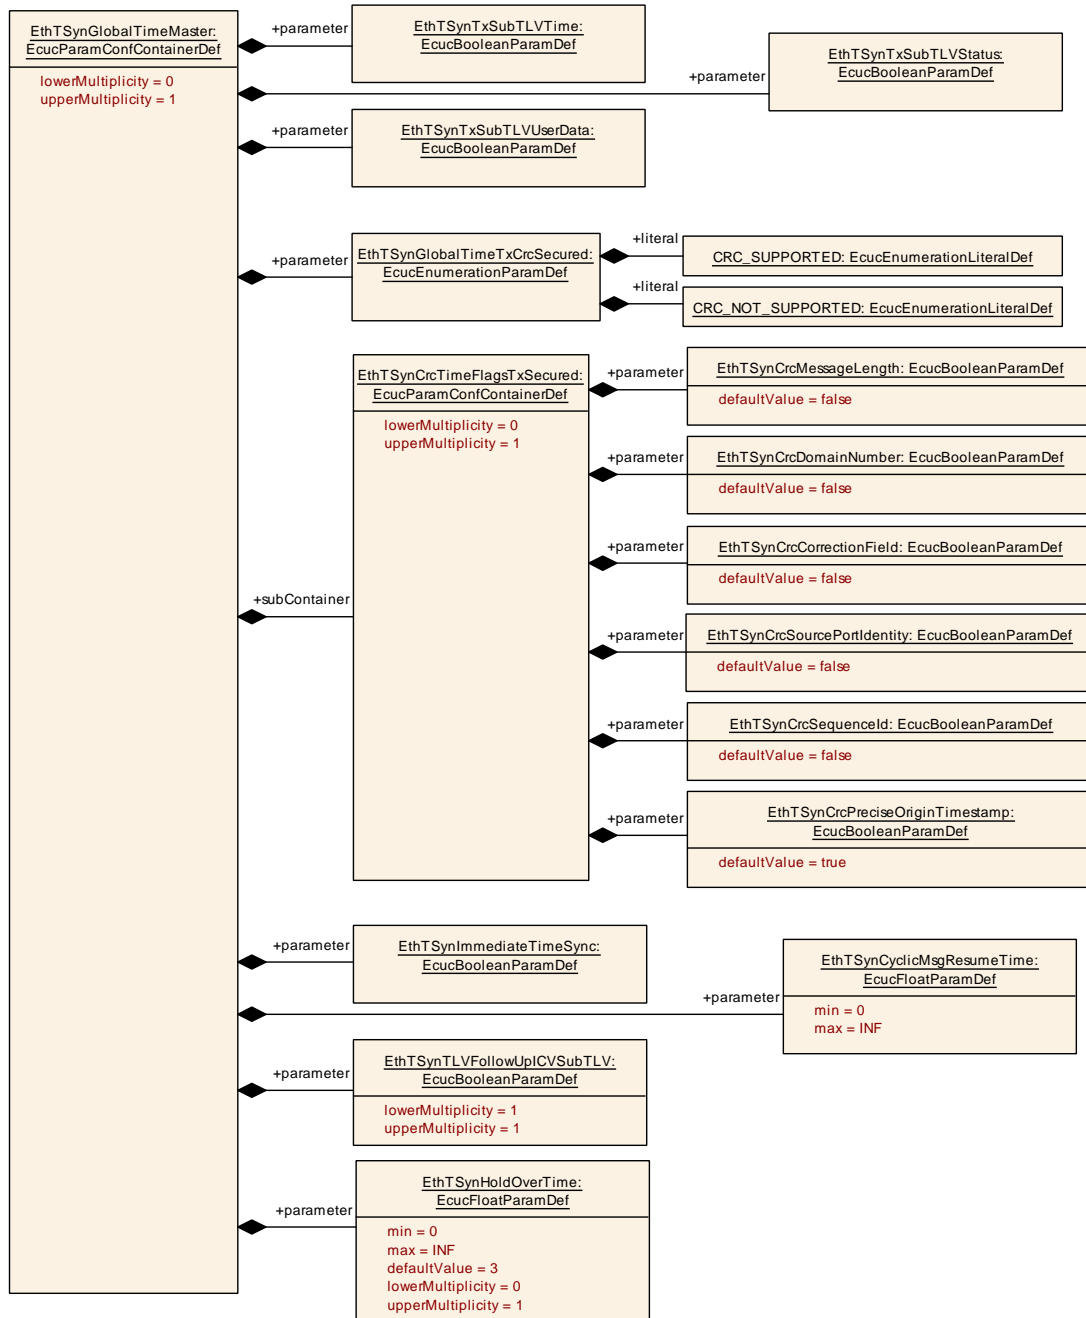 EthTSynGlobalTimeMaster:
EcucParamConfContainerDef
lowerMultiplicity = 0
upperMultiplicity = 1
+parameter
EthTSynTxSubTLVTime:
EcucBooleanParamDef
+parameter
EthTSynTxSubTLVStatus:
EcucBooleanParamDef
+parameter
EthTSynTxSubTLVUserData:
EcucBooleanParamDef
+parameter
EthTSynGlobalTimeTxCrcSecured:
EcucEnumerationParamDef
+literal
CRC_SUPPORTED: EcucEnumerationLiteralDef
+literal
CRC_NOT_SUPPORTED: EcucEnumerationLiteralDef
+subContainer
EthTSynCrcTimeFlagsTxSecured:
EcucParamConfContainerDef
lowerMultiplicity = 0
upperMultiplicity = 1
+parameter
EthTSynCrcMessageLength: EcucBooleanParamDef
defaultValue = false
+parameter
EthTSynCrcDomainNumber: EcucBooleanParamDef
defaultValue = false
+parameter
EthTSynCrcCorrectionField: EcucBooleanParamDef
defaultValue = false
+parameter
EthTSynCrcSourcePortIdentity: EcucBooleanParamDef
defaultValue = false
+parameter
EthTSynCrcSequenceId: EcucBooleanParamDef
defaultValue = false
+parameter
EthTSynCrcPreciseOriginTimestamp:
EcucBooleanParamDef
defaultValue = true
+parameter
EthTSynImmediateTimeSync:
EcucBooleanParamDef
+parameter
EthTSynCyclicMsgResumeTime:
EcucFloatParamDef
min = 0
max = INF
+parameter
EthTSynTLVFollowUpICVSubTLV:
EcucBooleanParamDef
lowerMultiplicity = 1
upperMultiplicity = 1
+parameter
EthTSynHoldOverTime:
EcucFloatParamDef
min = 0
max = INF
defaultValue = 3
lowerMultiplicity = 0
upperMultiplicity = 1